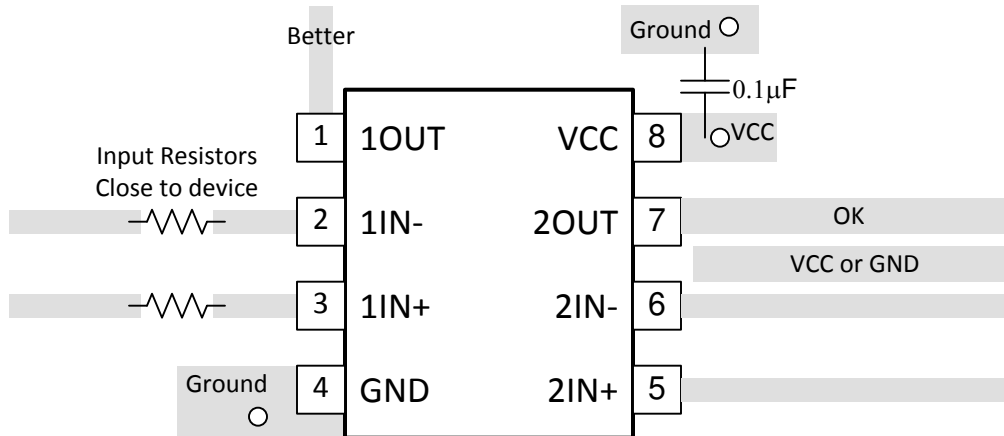 Better
Ground
0.1μF
1 1OUT VCC 8
VCC
Input Resistors
Close to device
2 1IN- 2OUT 7
OK
VCC or GND
3 1IN+ 2IN- 6
Ground
4 GND 2IN+ 5